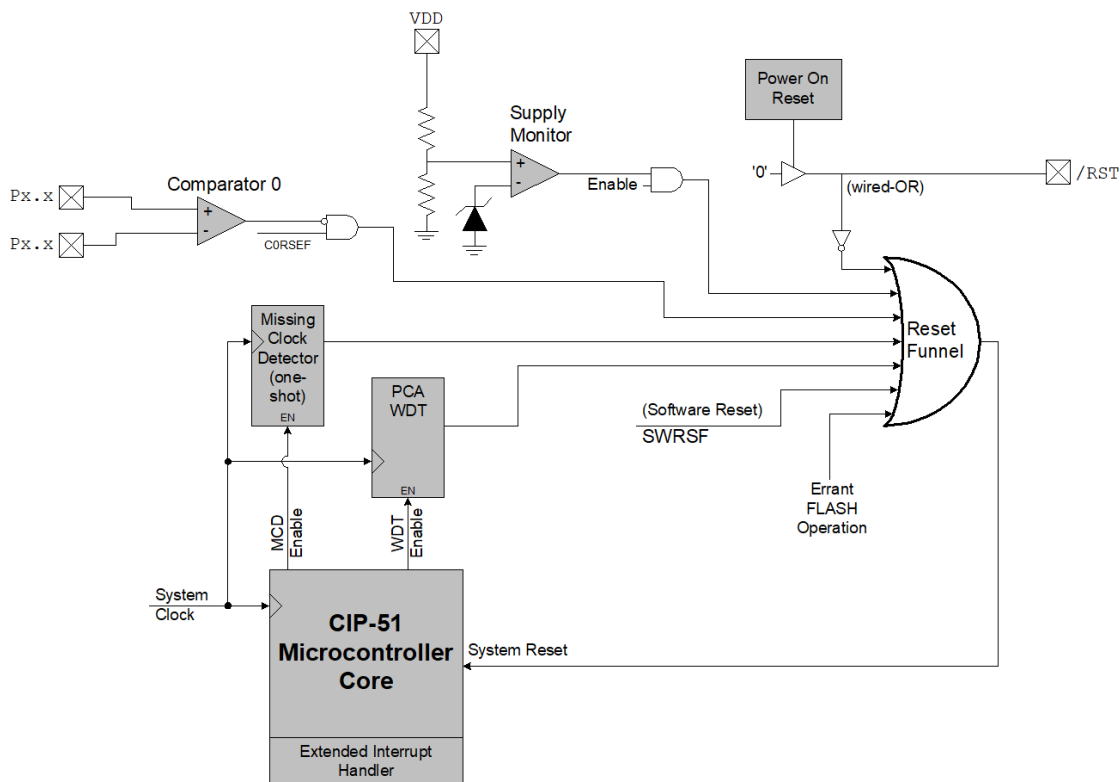 VDD
Power On
Reset
Supply
Monitor
+
-
Enable
'0'
(wired-OR)
/RST
Comparator 0
Px.x
Px.x
+
-
C0RSEF
Missing
Clock
Detector
(one-
shot)
EN
PCA
WDT
EN
(Software Reset)
SWRSF
Errant
FLASH
Operation
Reset
Funnel
MCD
Enable
WDT
Enable
System
Clock
CIP-51
Microcontroller
Core
System Reset
Extended Interrupt
Handler